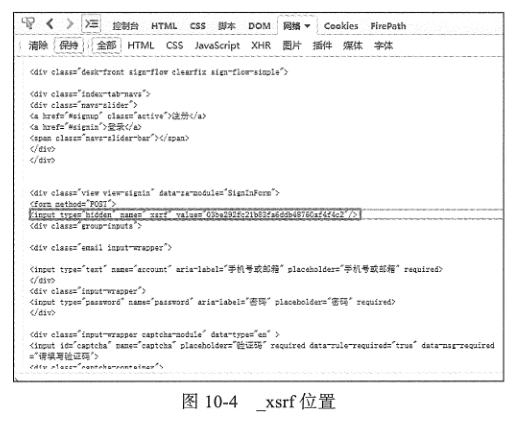 控制台 HTML CSS 脚本 DOM 网络 Cookies FirePath
清除 保持 全部 HTML CSS JavaScript XHR 图片 插件 媒体 字体
<div class="desk-front sign-flow clearfix sign-flow-simple">
<div class="index-tab-navs">
<div class="navs-slider">
<a href="#signup" class="active">注册</a>
<a href="#signin">登录</a>
<span class="navs-slider-bar"></span>
</div>
</div>
<div class="view view-signin" data-za-module="SignInForm">
<form method="POST">
<input type="hidden" name="_xsrf" value="03be292fc21b83fa6ddb48760af4f4c2"/>
<div class="group-inputs">
<div class="email input-wrapper">
<input type="text" name="account" aria-label="手机号或邮箱" placeholder="手机号或邮箱" required>
</div>
<div class="input-wrapper">
<input type="password" name="password" aria-label="密码" placeholder="密码" required>
</div>
<div class="input-wrapper captcha-module" data-type="en" >
<input id="captcha" name="captcha" placeholder="验证码" required data-rule-required="true" data-msg-required
="请填写验证码">
<div class="captcha-container">
图 10-4 _xsrf 位置